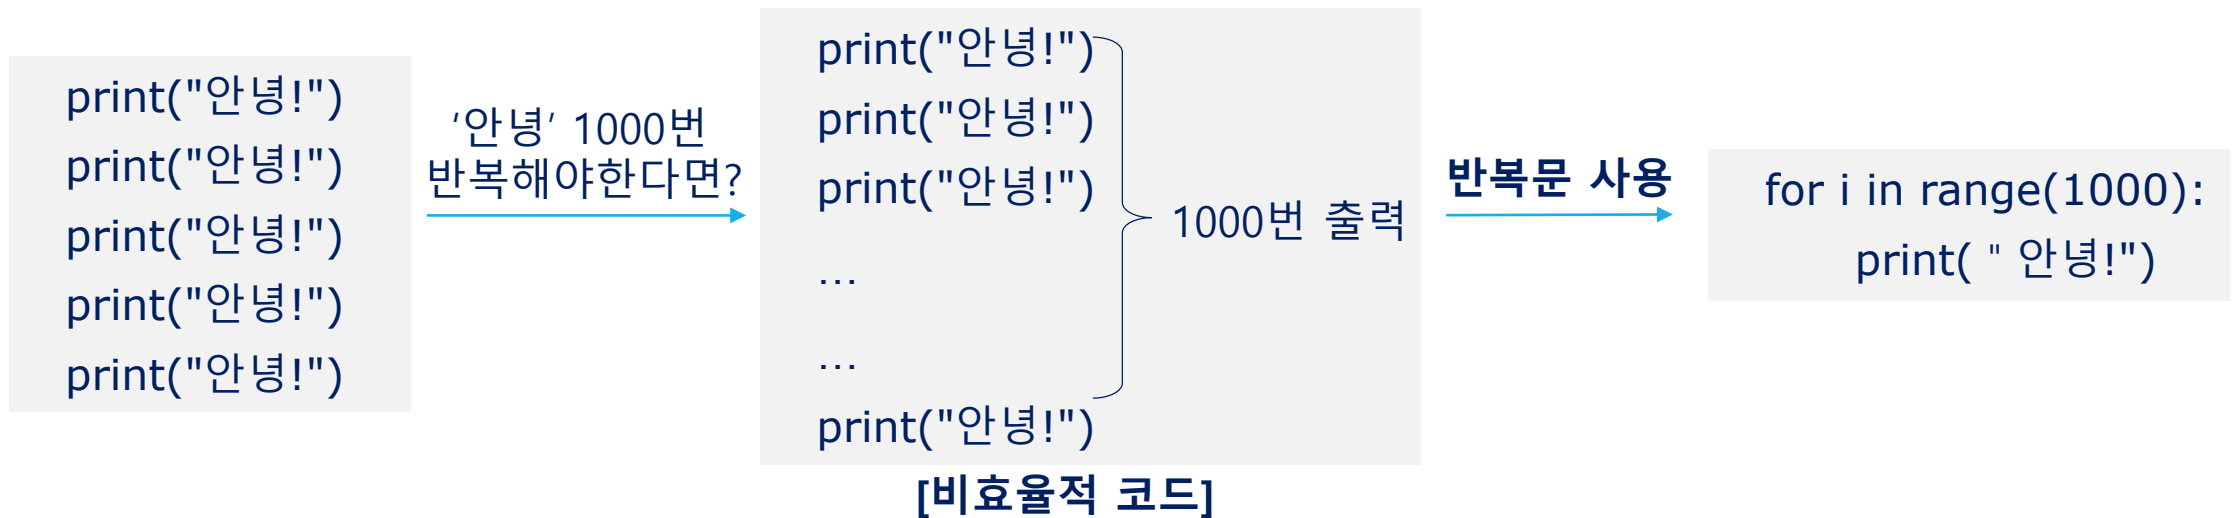 print("안녕!")
print("안녕!")
print("안녕!")
print("안녕!")
print("안녕!")
‘안녕’ 1000번
반복해야한다면?
print("안녕!")
print("안녕!")
print("안녕!")
...
...
print("안녕!")
1000번 출력
[비효율적 코드]
반복문 사용
for i in range(1000):
print( " 안녕!")